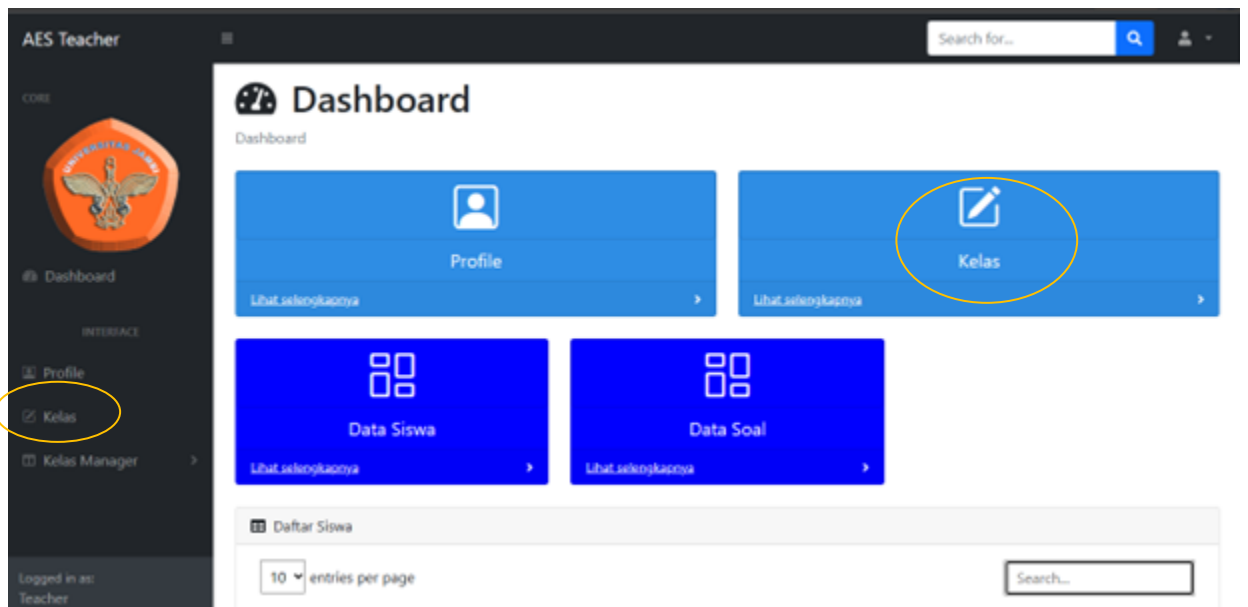 AES Teacher
Search for...
CORE
UNIVERSITAS JAMBI
Dashboard
Dashboard
Profile
Kelas
Lihat selengkapnya
Lihat selengkapnya
Dashboard
INTERFACE
Profile
Kelas
Kelas Manager
Data Siswa
Data Soal
Lihat selengkapnya
Lihat selengkapnya
Daftar Siswa
10 entries per page
Search...
Logged in as:
Teacher